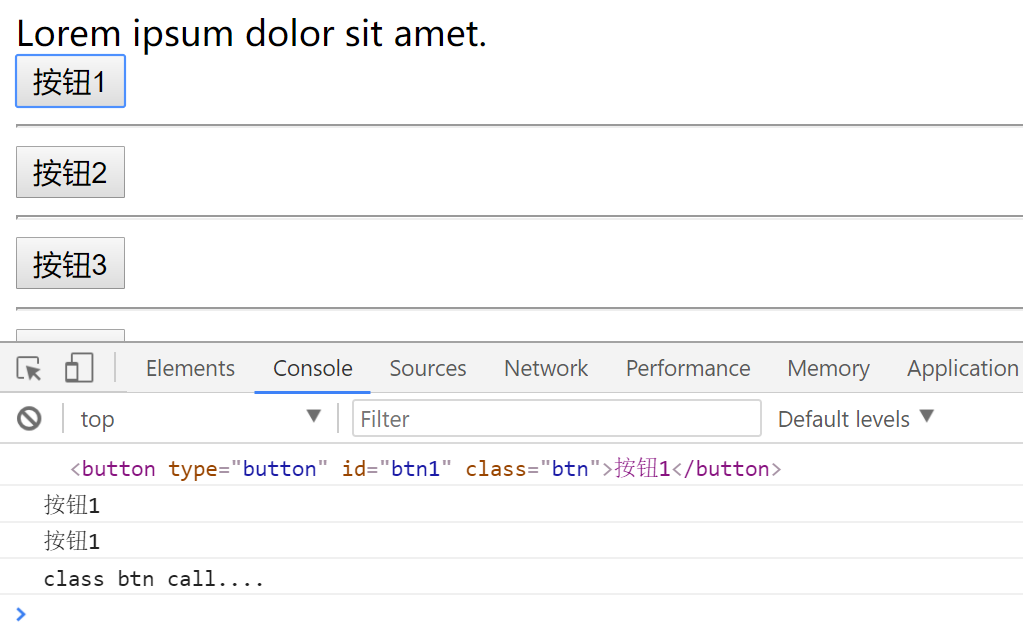 Lorem ipsum dolor sit amet.
按钮1
按钮2
按钮3
Elements Console Sources Network Performance Memory Application
top Filter Default levels
<button type="button" id="btn1" class="btn">按钮1</button>
按钮1
按钮1
class btn call....